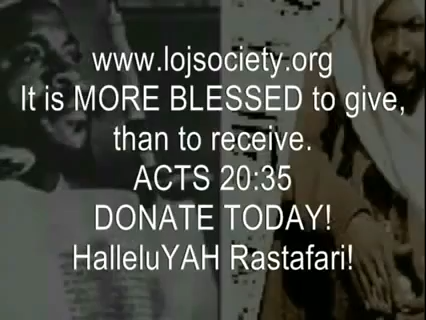 www.lojsociety.org
It is MORE BLESSED to give,
than to receive.
ACTS 20:35
DONATE TODAY!
HalleluYAH Rastafari!